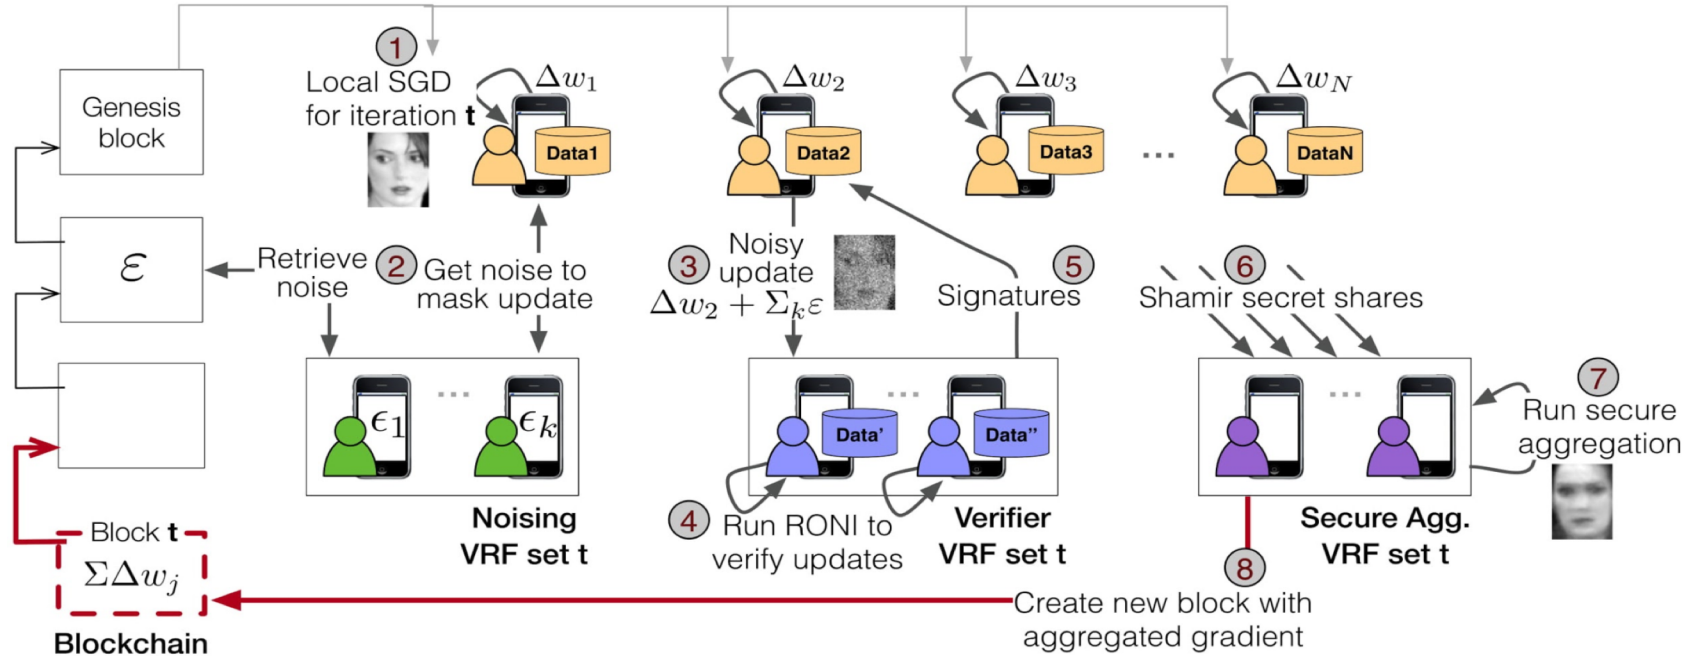 1
Local SGD
for iteration t
Δw₁
Δw₂
Δw₃
Δw_N
Genesis
block
Data1
Data2
Data3
...
DataN
ε
Retrieve
noise
2
Get noise to
mask update
3
Noisy
update
Δw₂ + Σₖε
5
Signatures
6
Shamir secret shares
ϵ₁
...
ϵₖ
...
Data'
Data''
...
7
Run secure
aggregation
Noising
VRF set t
4
Run RONI to
verify updates
Verifier
VRF set t
Secure Agg.
VRF set t
Block t
ΣΔwⱼ
Blockchain
8
Create new block with
aggregated gradient